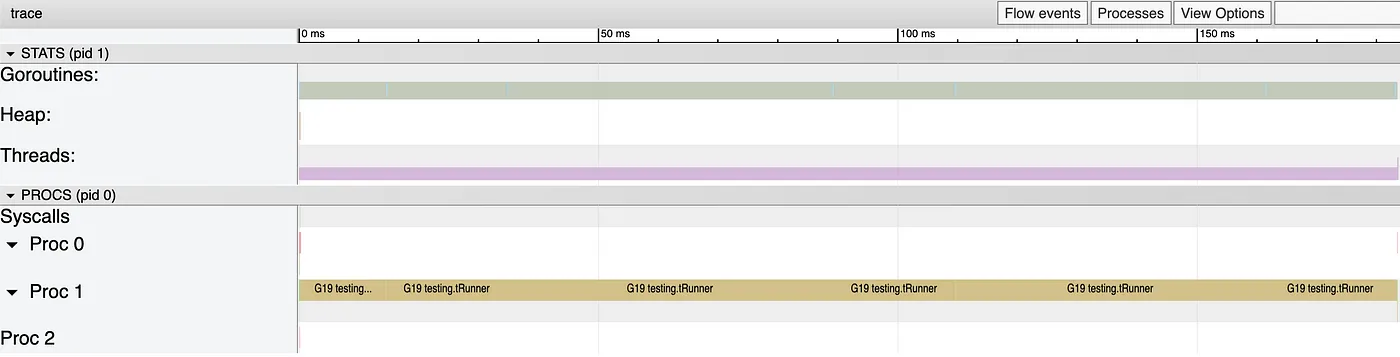 trace
Flow events Processes View Options
0 ms 50 ms 100 ms 150 ms
STATS (pid 1)
Goroutines:
Heap:
Threads:
PROCS (pid 0)
Syscalls
Proc 0
Proc 1 G19 testing... G19 testing.tRunner G19 testing.tRunner G19 testing.tRunner G19 testing.tRunner G19 testing.tRunner
Proc 2